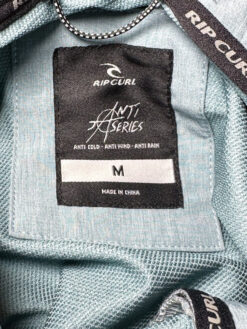 RIP CURL
RIP CURL
ANTI
SERIES
ANTI COLD - ANTI WIND - ANTI RAIN
M
MADE IN CHINA
RIP CURL